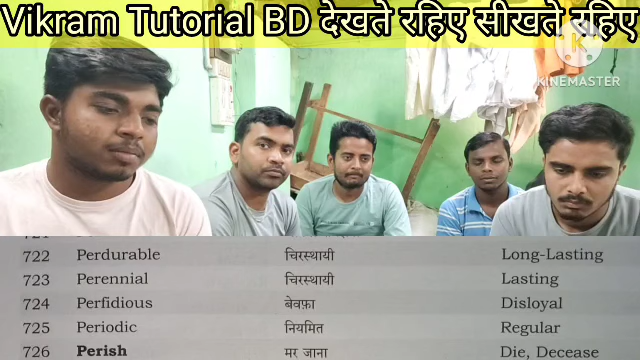 Vikram Tutorial BD देखते रहिए सीखते रहिए
KINEMASTER
722 Perdurable चिरस्थायी Long-Lasting
723 Perennial चिरस्थायी Lasting
724 Perfidious बेवफ़ा Disloyal
725 Periodic नियमित Regular
726 Perish मर जाना Die, Decease